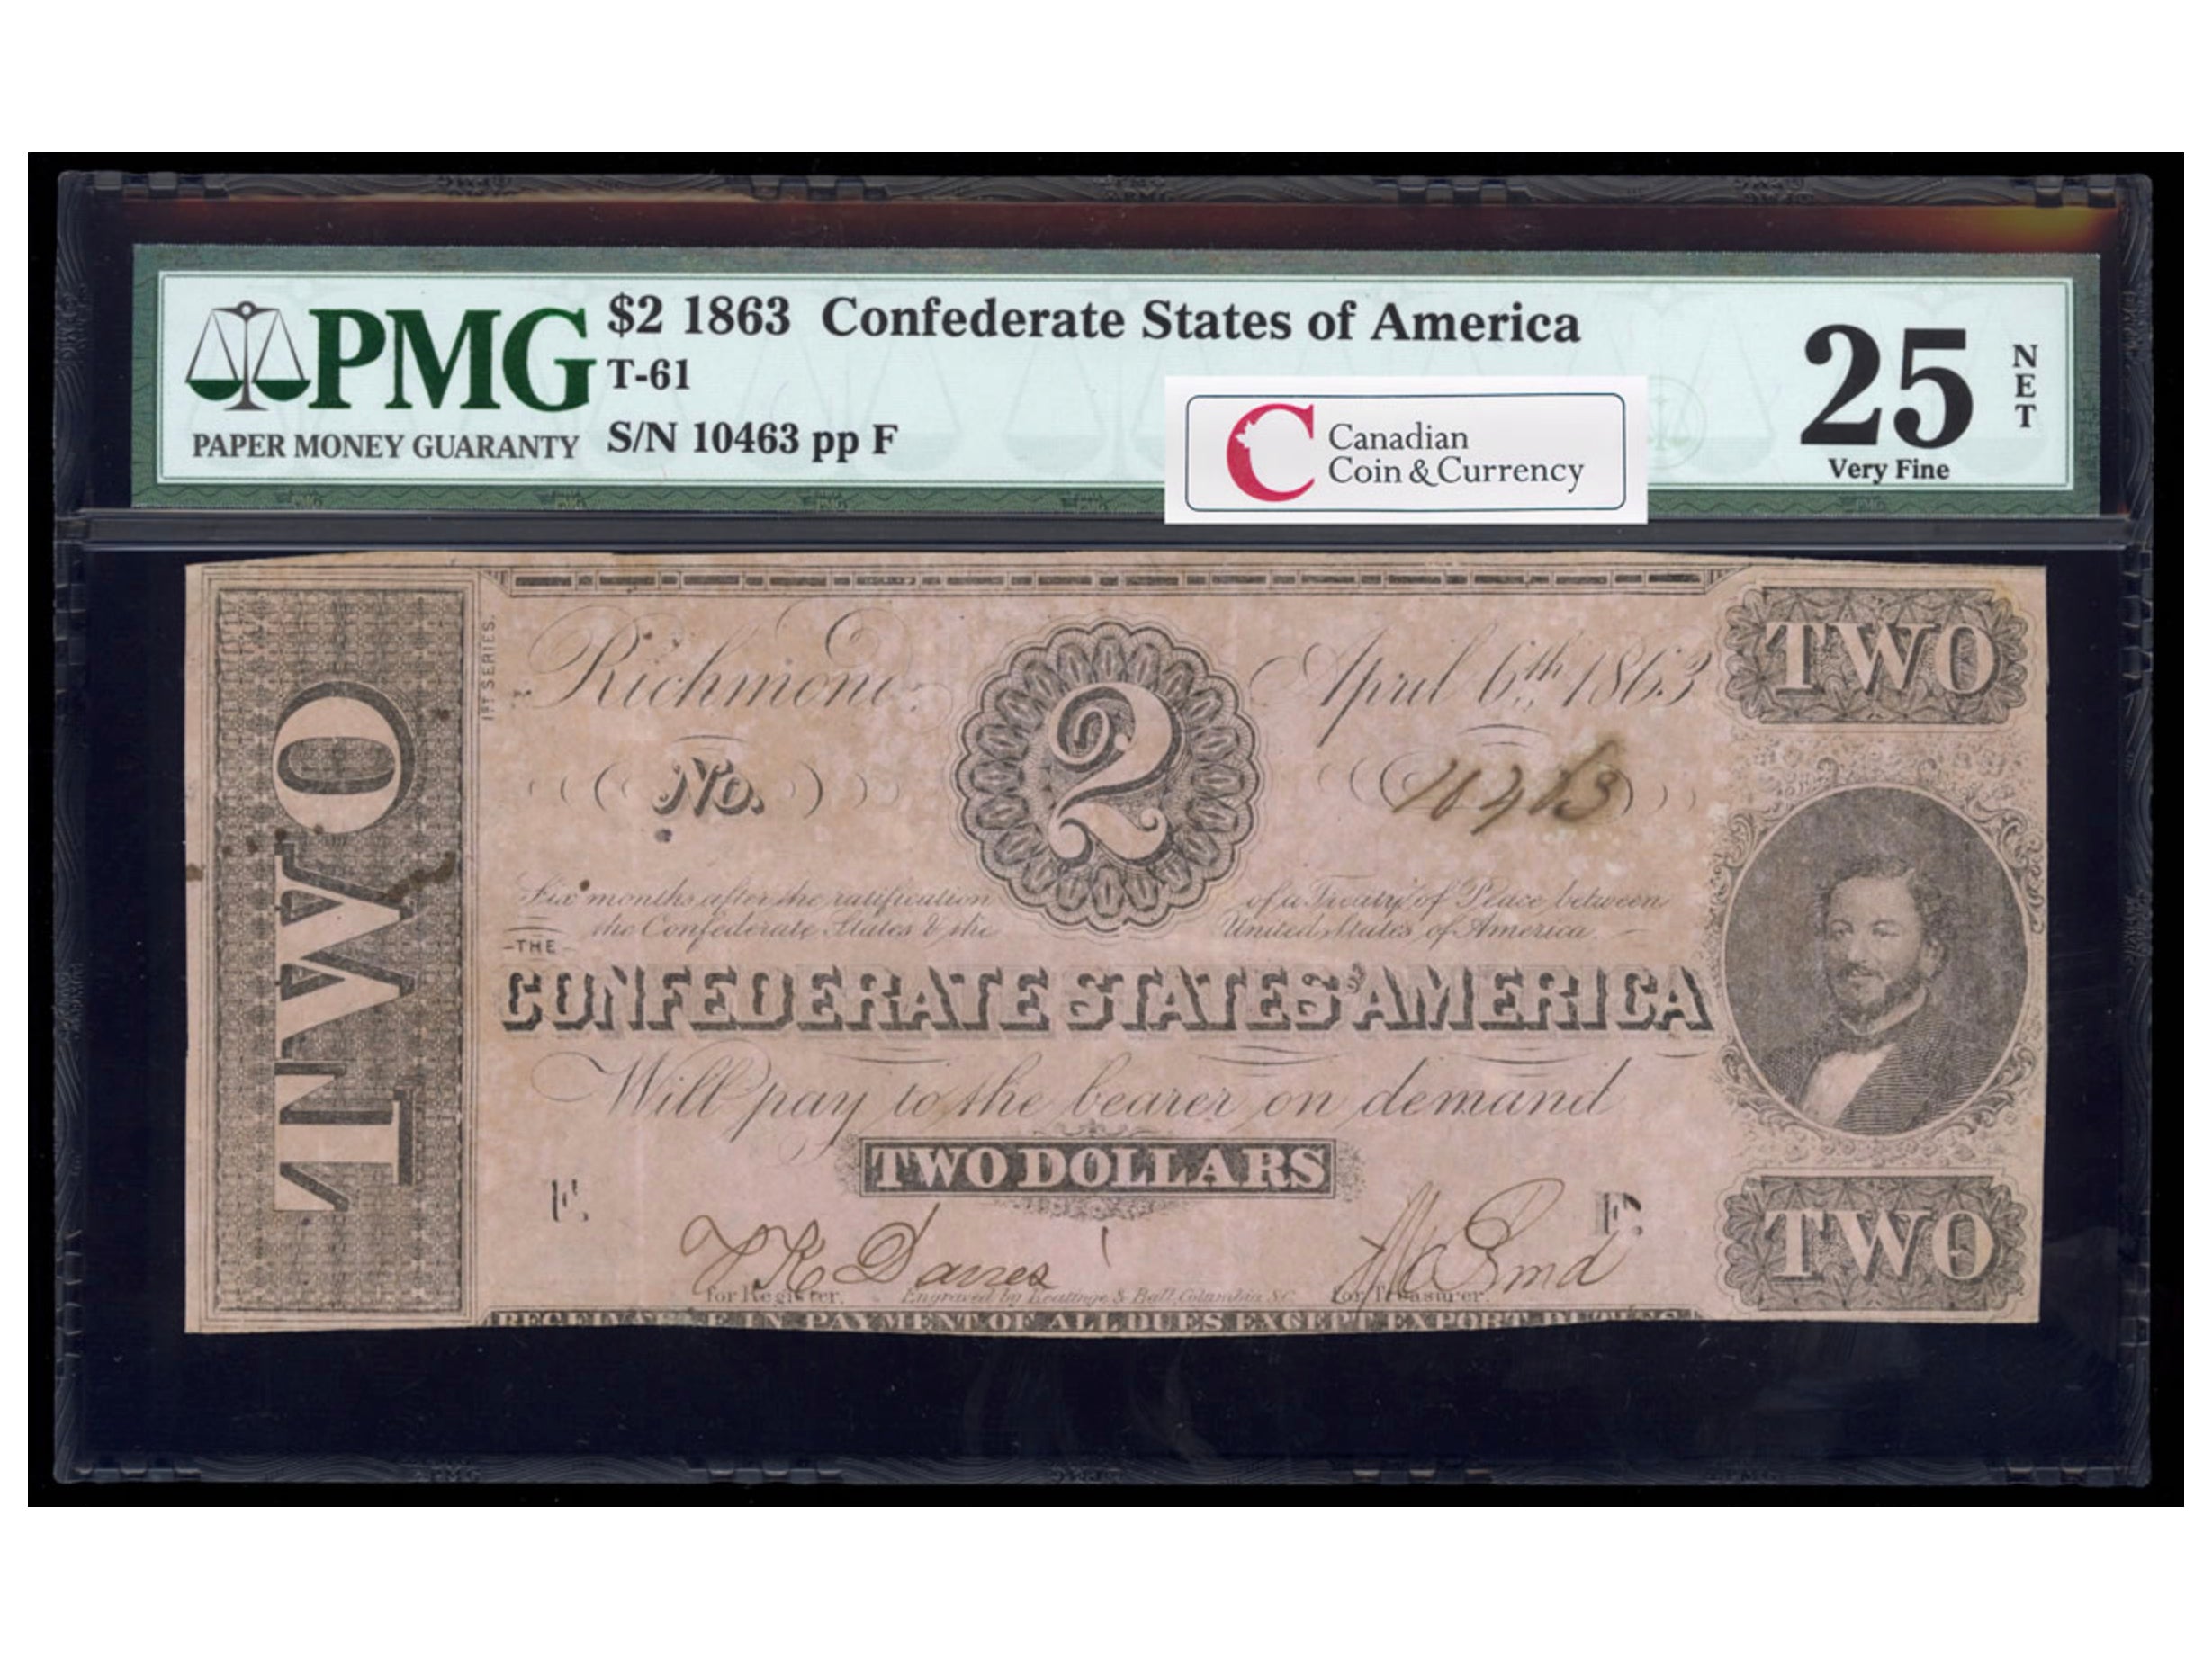 PMG
PAPER MONEY GUARANTY
$2 1863 Confederate States of America
T-61
S/N 10463 pp F
Canadian
Coin & Currency
25
NET
Very Fine
TWO
1ST SERIES.
Richmond
2
April 6th, 1863
TWO
No.
10463
Six months after the ratification of a Treaty of Peace between
the Confederate States & the United States of America.
THE
CONFEDERATE STATES OF AMERICA
Will pay to the bearer on demand
TWO DOLLARS
F.
F.
for Register.
Engraved by Keatinge & Ball, Columbia S.C.
for Treasurer.
TWO
RECEIVABLE IN PAYMENT OF ALL DUES EXCEPT EXPORT DUTIES